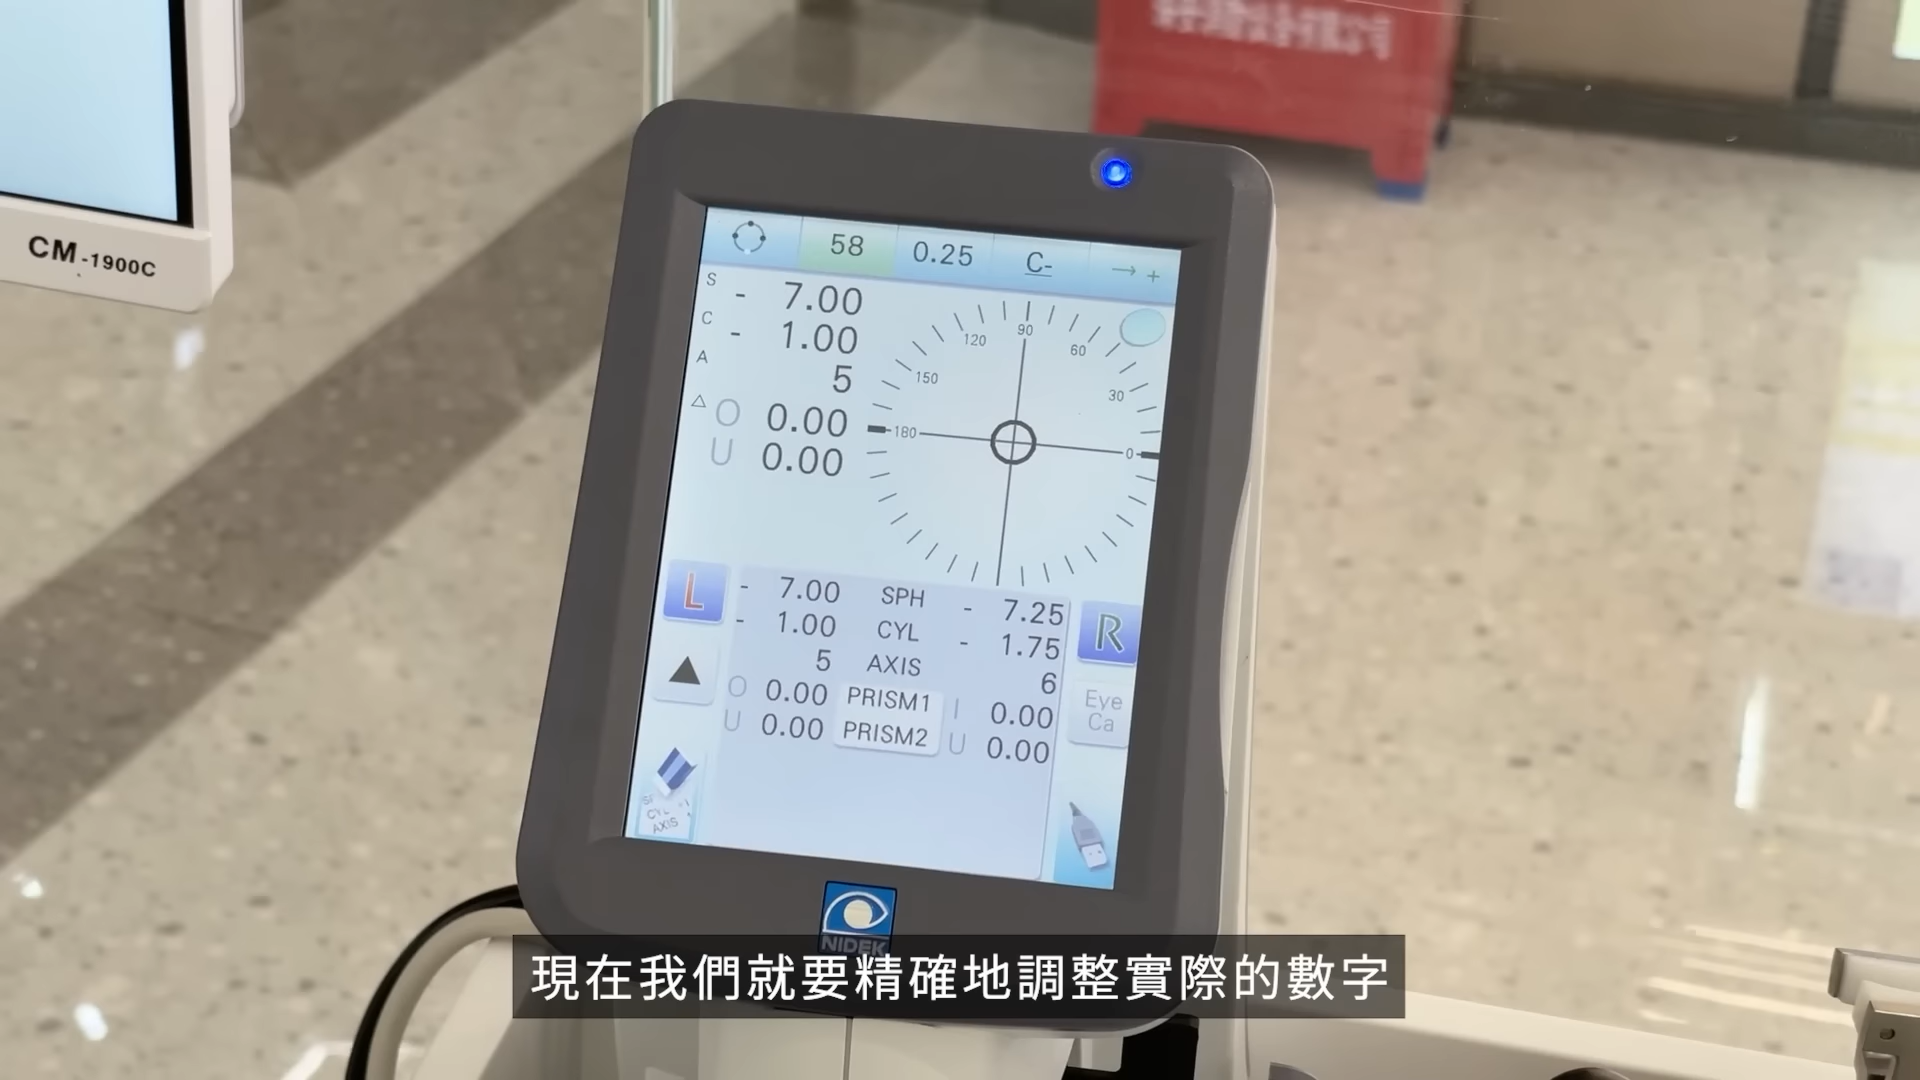 CM-1900C
58 0.25 C- → +
S - 7.00
C - 1.00
A 5
△ O 0.00
U 0.00
90
120 60
150 30
180 0
L - 7.00 SPH - 7.25 R
- 1.00 CYL - 1.75
5 AXIS 6
O 0.00 PRISM1 I 0.00 Eye
Ca
U 0.00 PRISM2 U 0.00
CYL
AXIS
NIDEK
現在我們就要精確地調整實際的數字